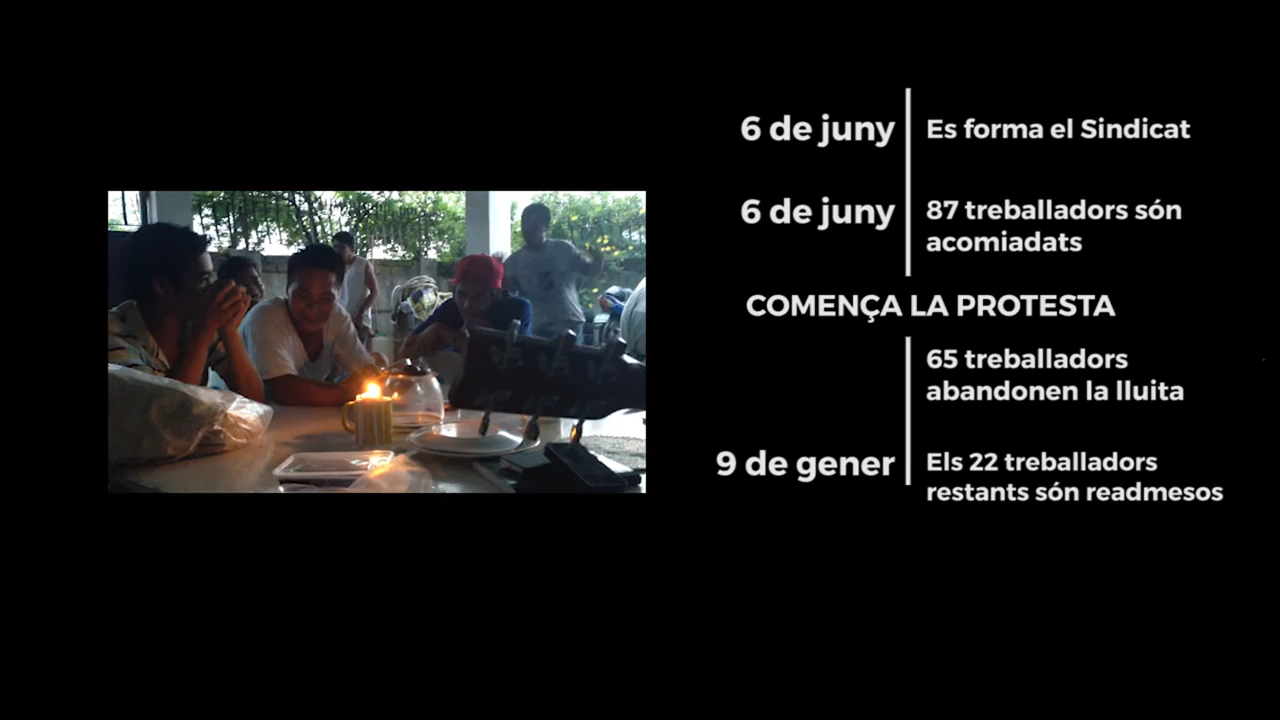 6 de juny
Es forma el Sindicat
6 de juny
87 treballadors són
acomiadats
COMENÇA LA PROTESTA
65 treballadors
abandonen la lluita
9 de gener
Els 22 treballadors
restants són readmesos